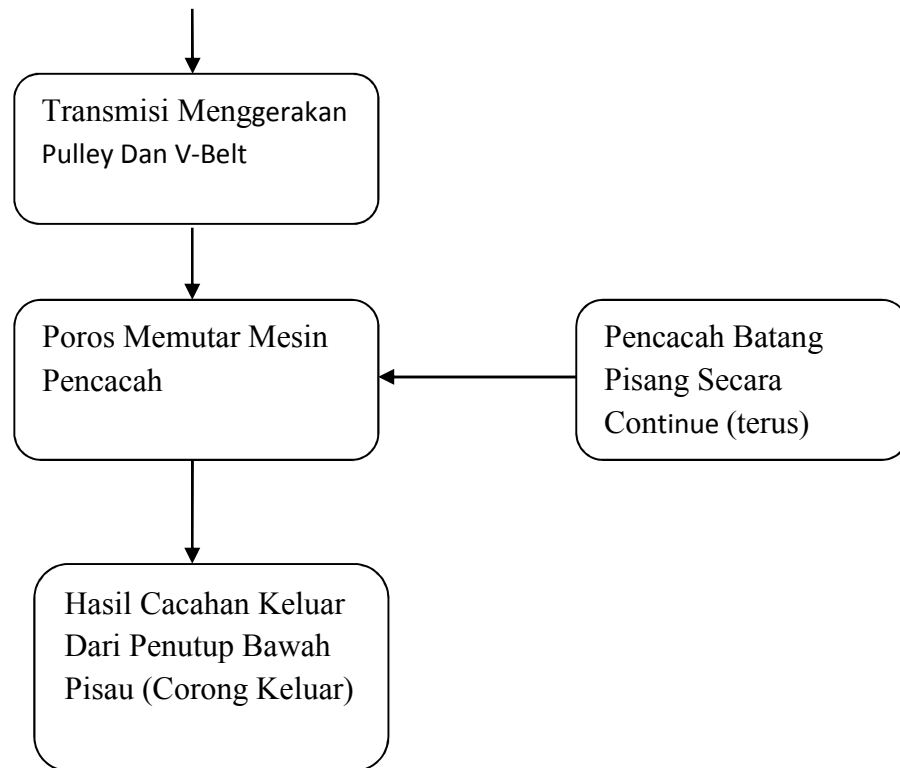 Transmisi Menggerakan
Pulley Dan V-Belt
Poros Memutar Mesin
Pencacah
Pencacah Batang
Pisang Secara
Continue (terus)
Hasil Cacahan Keluar
Dari Penutup Bawah
Pisau (Corong Keluar)